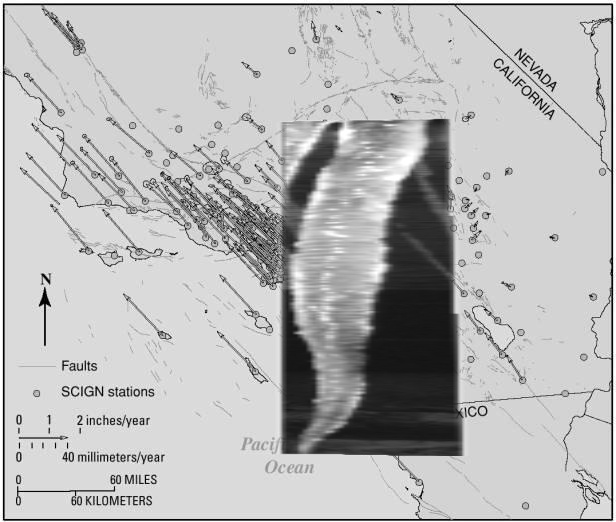 NEVADA
CALIFORNIA
N
Faults
SCIGN stations
0 1 2 inches/year
0 40 millimeters/year
0 60 MILES
0 60 KILOMETERS
XICO
Pacif
Ocean